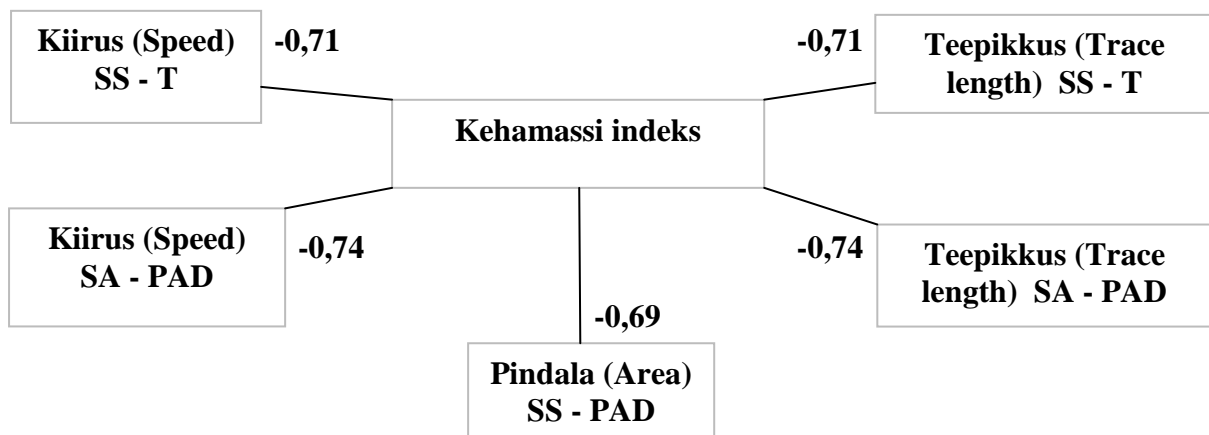 Kiirus (Speed)
SS - T
-0,71
-0,71
Teepikkus (Trace
length) SS - T
Kehamassi indeks
Kiirus (Speed)
SA - PAD
-0,74
-0,74
Teepikkus (Trace
length) SA - PAD
-0,69
Pindala (Area)
SS - PAD